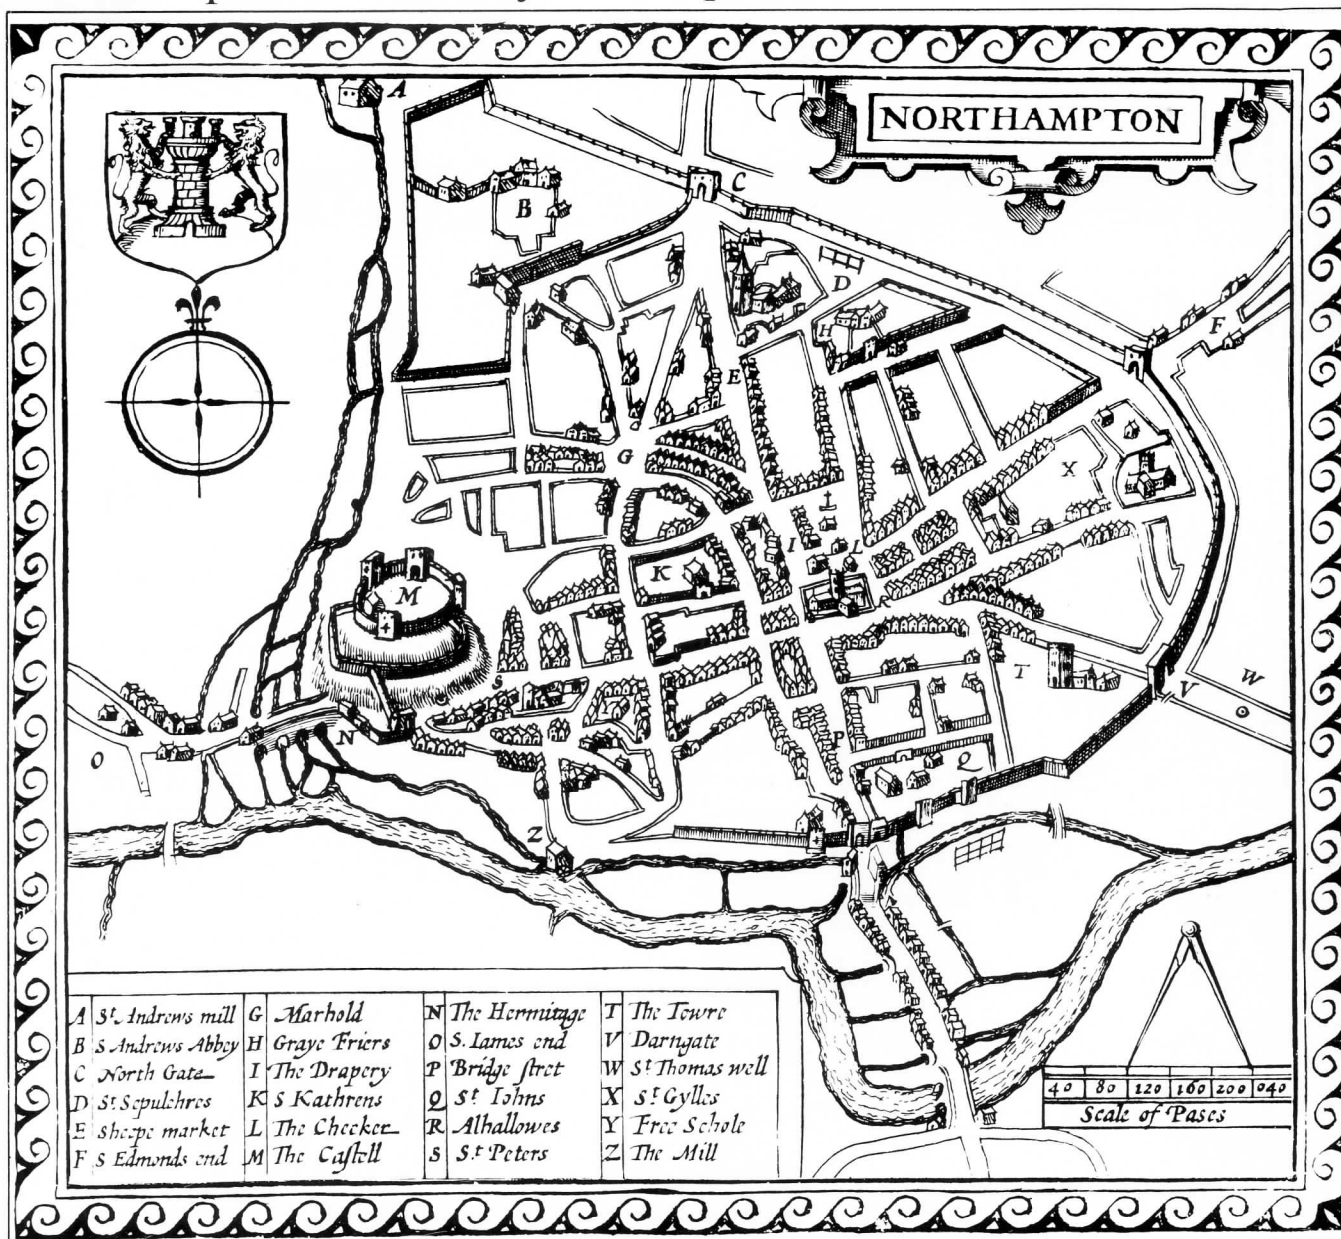 NORTHAMPTON
A
B
C
D
H
E
F
G
X
I
L
K
M
R
S
T
V
W
N
P
O
Q
Z
A St. Andrews mill
B S Andrews Abbey
C North Gate
D St Sepulchres
E Sheepe market
F S Edmonds end
G Marhold
H Graye Friers
I The Drapery
K S Kathrens
L The Checker
M The Castell
N The Hermitage
O S. Iames end
P Bridge stret
Q St. Iohns
R Alhallowes
S St Peters
T The Towre
V Darngate
W St Thomas well
X St Gylles
Y Free Schole
Z The Mill
40 80 120 160 200 040
Scale of Pases